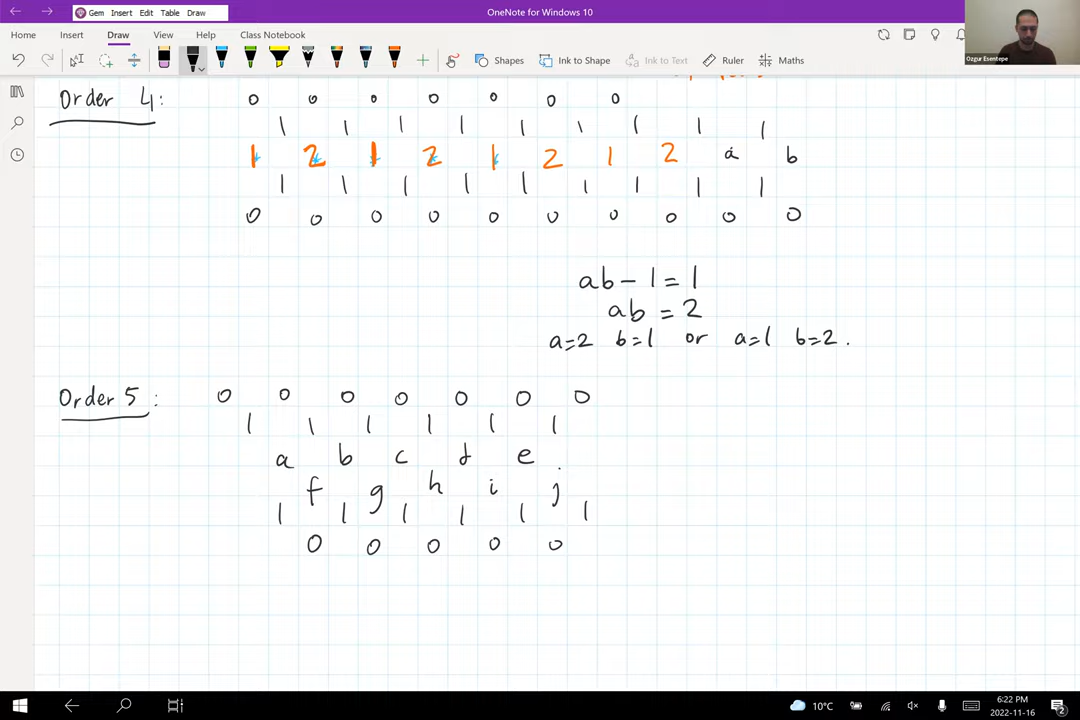 Gem Insert Edit Table Draw
OneNote for Windows 10
Home Insert Draw View Help Class Notebook
Shapes Ink to Shape Ink to Text Ruler Maths
Ozgur Esentepe
Order 4:
0 0 0 0 0 0 0
1 1 1 1 1 1 1 1 1
1 2 1 2 1 2 1 2 a b
1 1 1 1 1 1 1 1 1
0 0 0 0 0 0 0 0 0 0
ab - 1 = 1
ab = 2
a=2 b=1 or a=1 b=2.
Order 5: 0 0 0 0 0 0 0
1 1 1 1 1 1
a b c d e
f g h i j
1 1 1 1 1 1
0 0 0 0 0
10°C
6:22 PM
2022-11-16
2